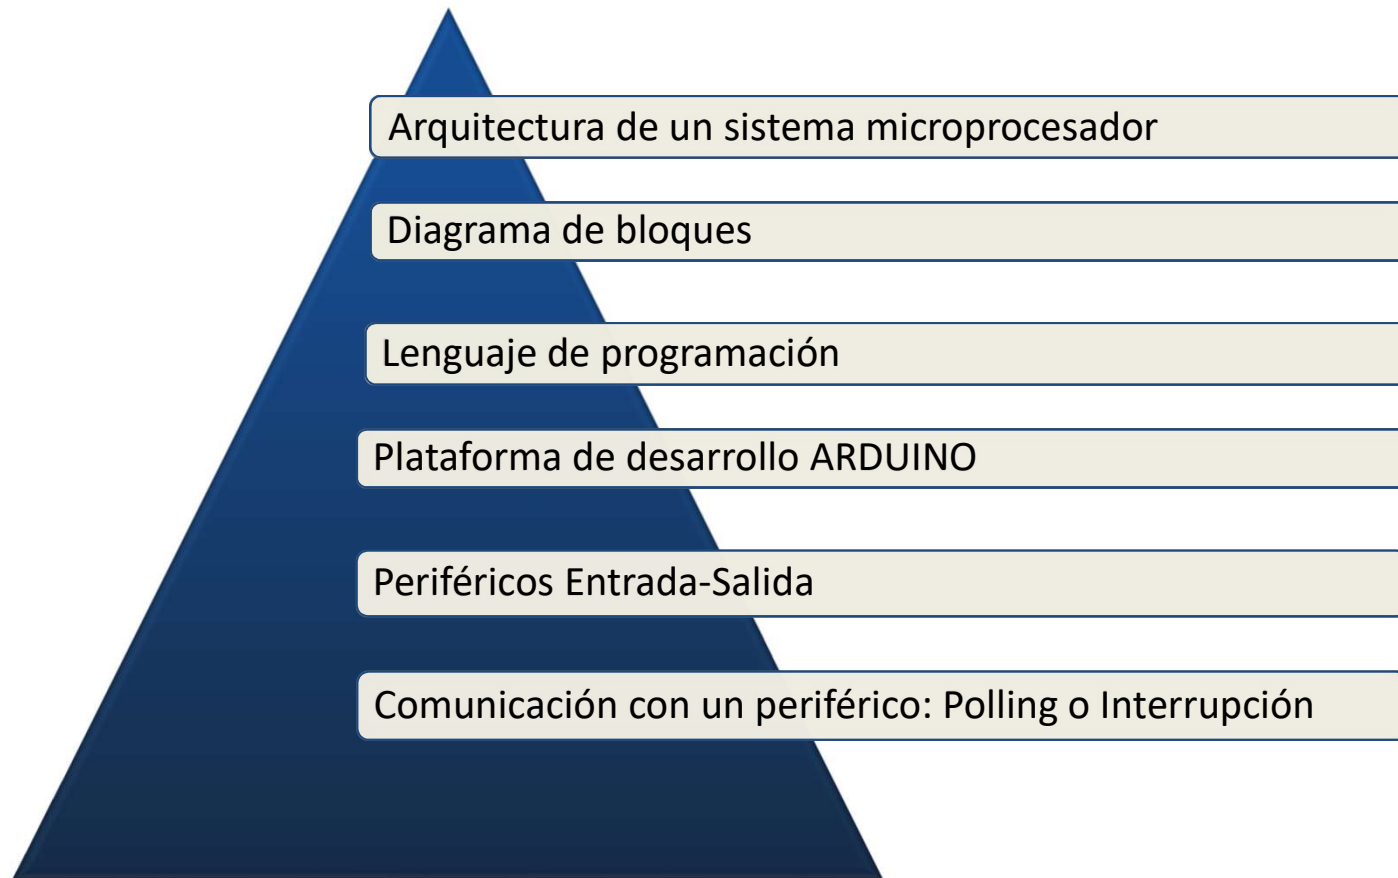 Arquitectura de un sistema microprocesador
Diagrama de bloques
Lenguaje de programación
Plataforma de desarrollo ARDUINO
Periféricos Entrada-Salida
Comunicación con un periférico: Polling o Interrupción